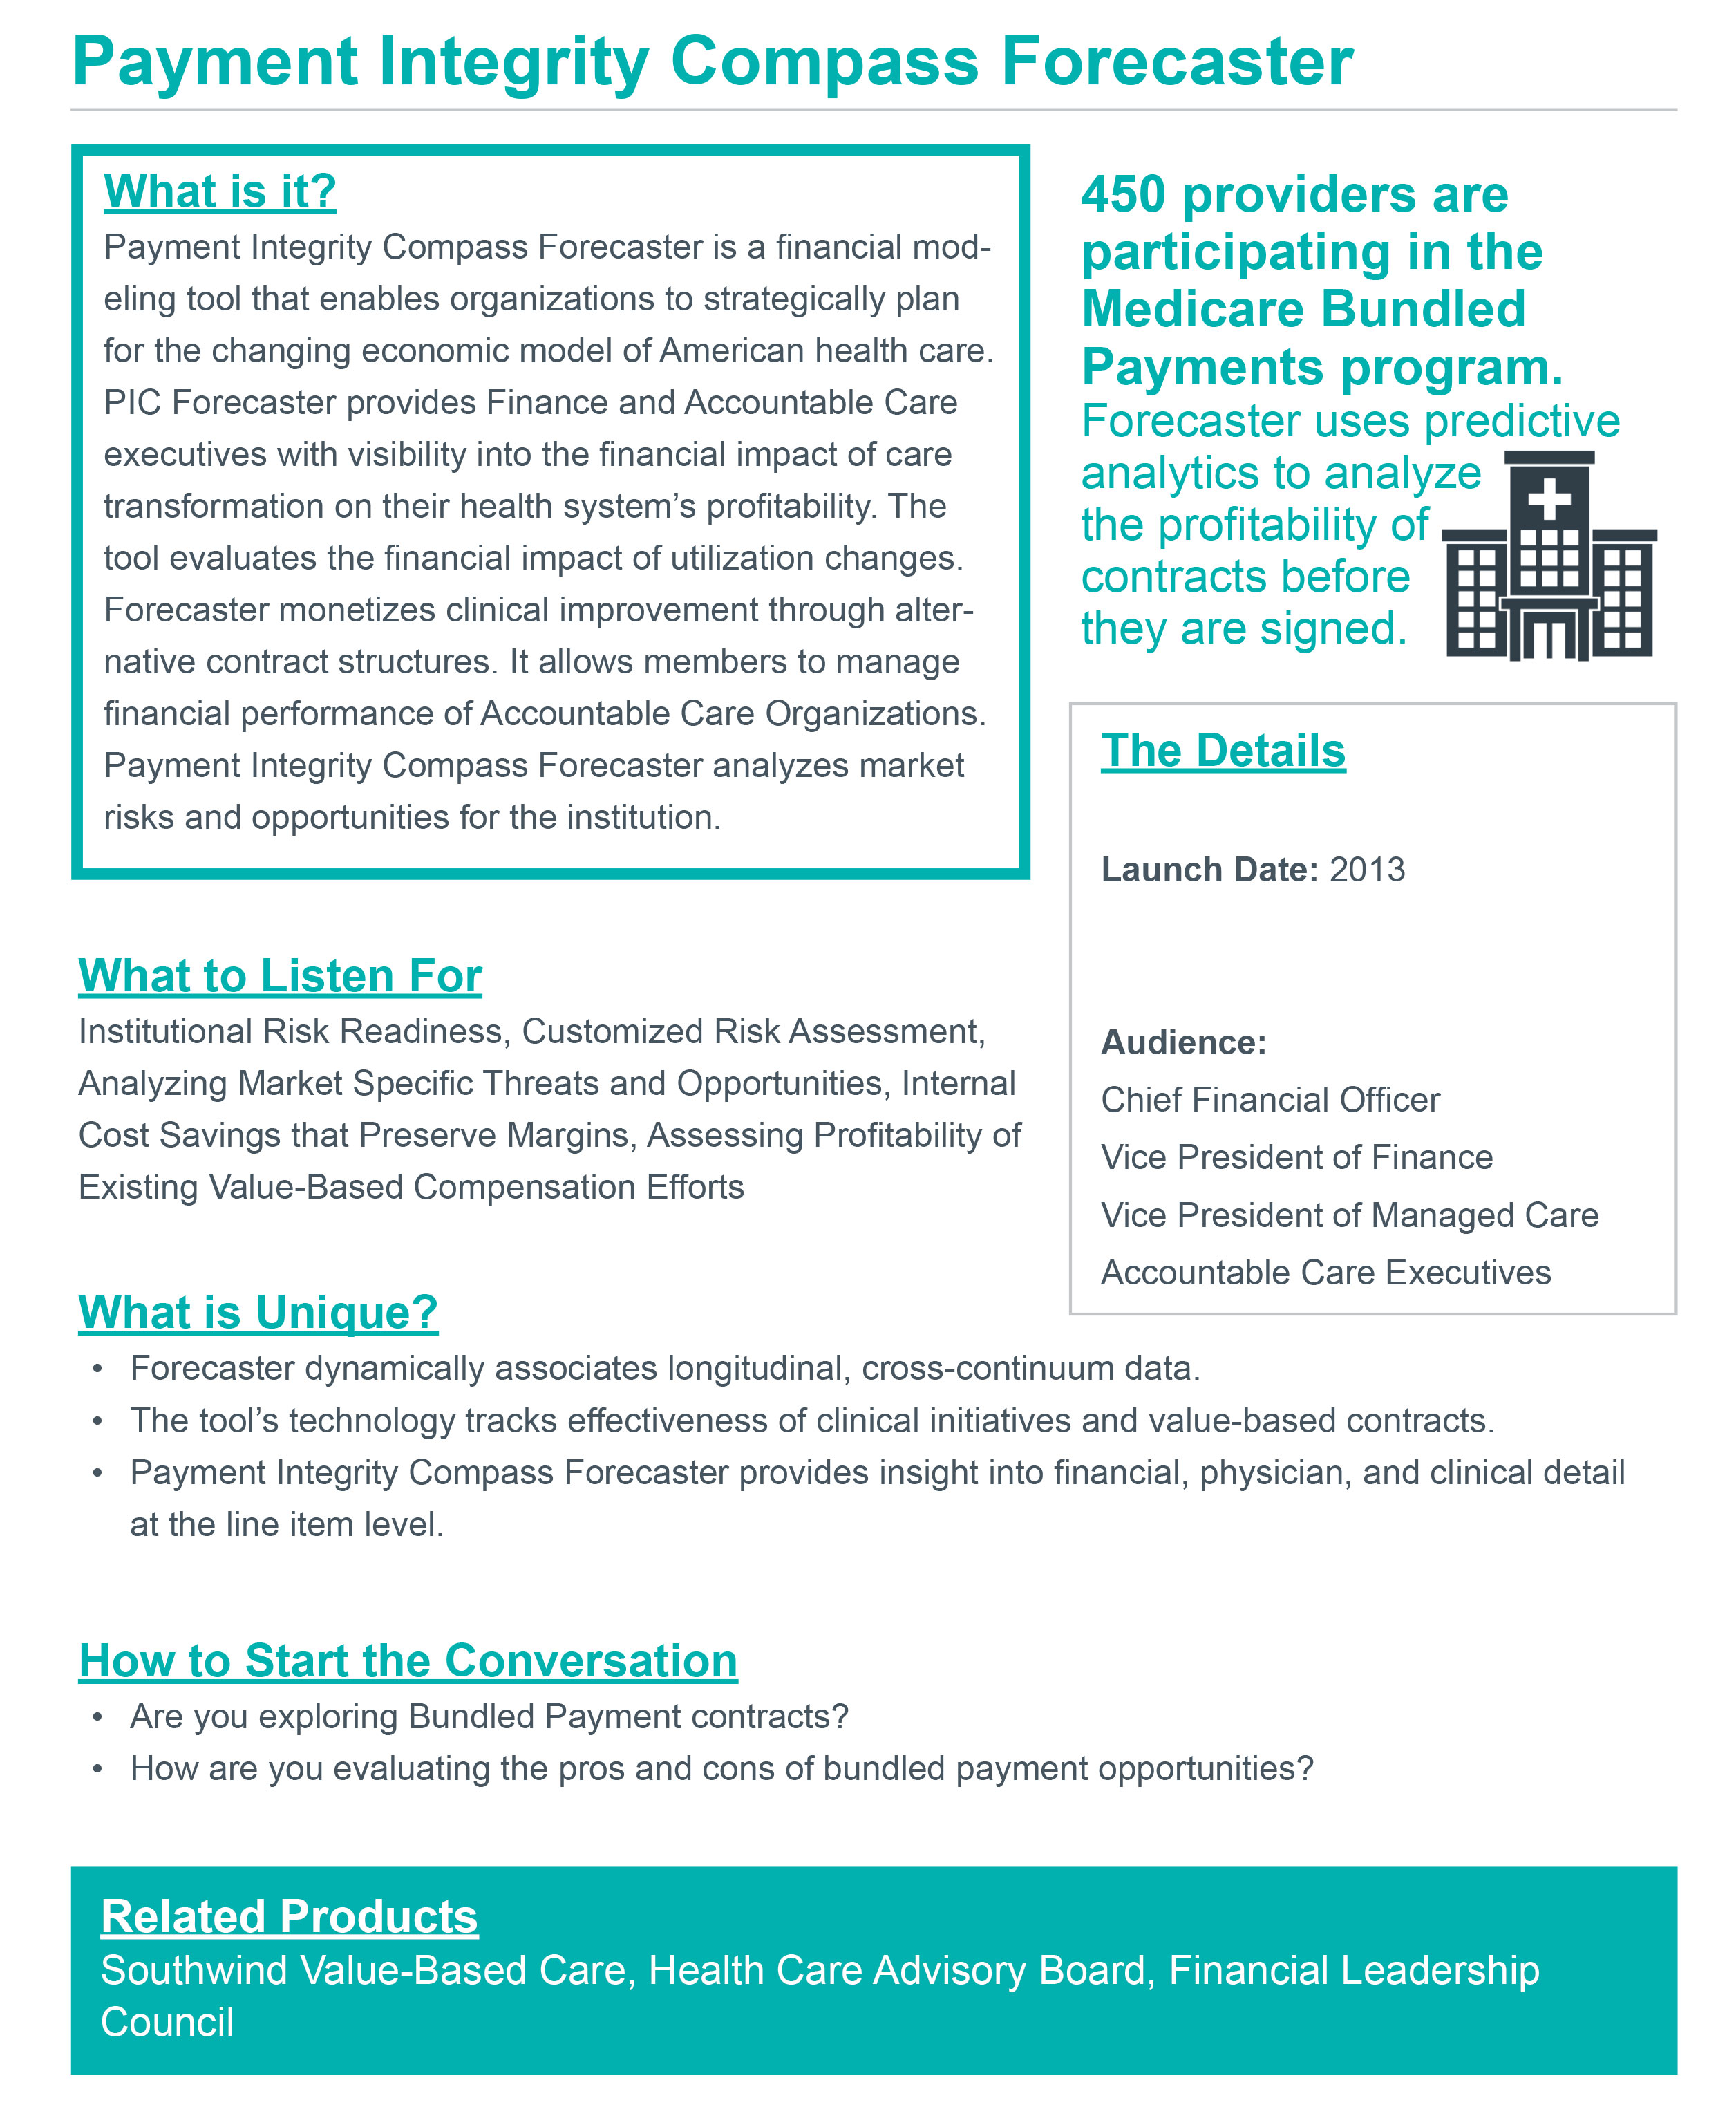 Payment Integrity Compass Forecaster
What is it?
Payment Integrity Compass Forecaster is a financial mod-
eling tool that enables organizations to strategically plan
for the changing economic model of American health care.
PIC Forecaster provides Finance and Accountable Care
executives with visibility into the financial impact of care
transformation on their health system’s profitability. The
tool evaluates the financial impact of utilization changes.
Forecaster monetizes clinical improvement through alter-
native contract structures. It allows members to manage
financial performance of Accountable Care Organizations.
Payment Integrity Compass Forecaster analyzes market
risks and opportunities for the institution.
450 providers are
participating in the
Medicare Bundled
Payments program.
Forecaster uses predictive
analytics to analyze
the profitability of
contracts before
they are signed.
The Details
Launch Date: 2013
Audience:
Chief Financial Officer
Vice President of Finance
Vice President of Managed Care
Accountable Care Executives
What to Listen For
Institutional Risk Readiness, Customized Risk Assessment,
Analyzing Market Specific Threats and Opportunities, Internal
Cost Savings that Preserve Margins, Assessing Profitability of
Existing Value-Based Compensation Efforts
What is Unique?
• Forecaster dynamically associates longitudinal, cross-continuum data.
• The tool’s technology tracks effectiveness of clinical initiatives and value-based contracts.
• Payment Integrity Compass Forecaster provides insight into financial, physician, and clinical detail
at the line item level.
How to Start the Conversation
• Are you exploring Bundled Payment contracts?
• How are you evaluating the pros and cons of bundled payment opportunities?
Related Products
Southwind Value-Based Care, Health Care Advisory Board, Financial Leadership
Council